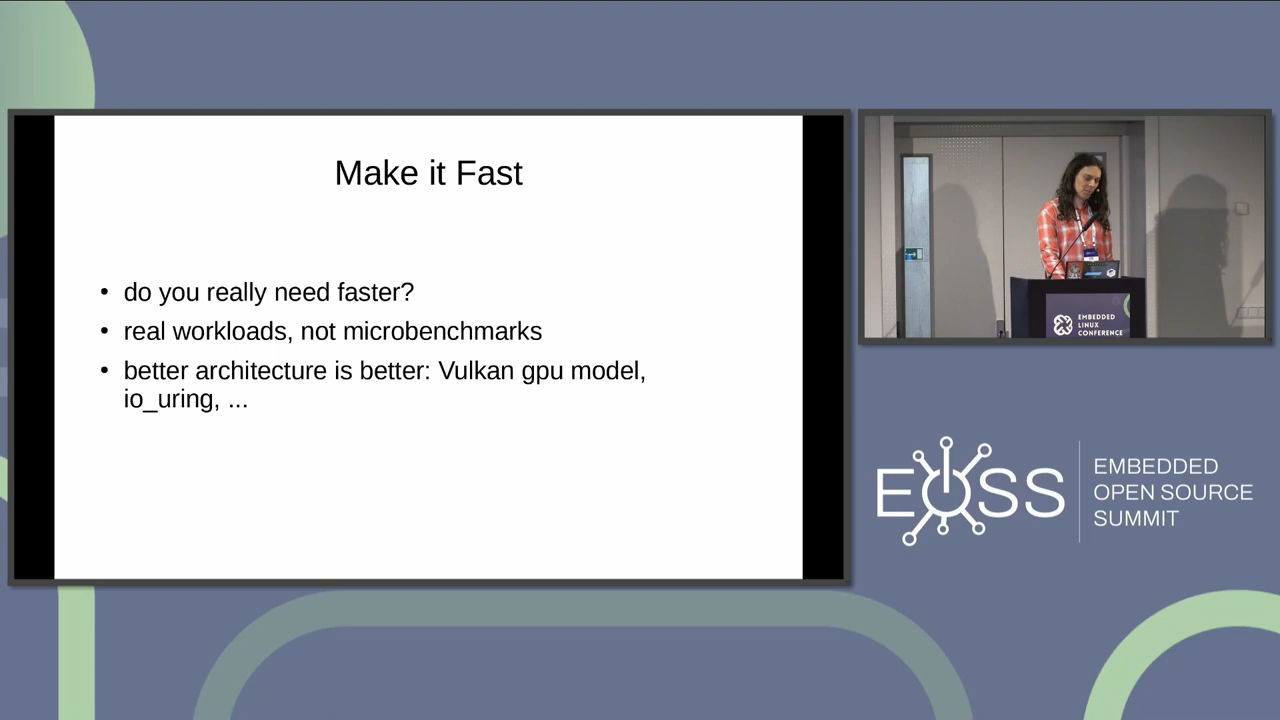 Make it Fast
• do you really need faster?
• real workloads, not microbenchmarks
• better architecture is better: Vulkan gpu model,
io_uring, ...
EMBEDDED
LINUX
CONFERENCE
EOSS
EMBEDDED
OPEN SOURCE
SUMMIT